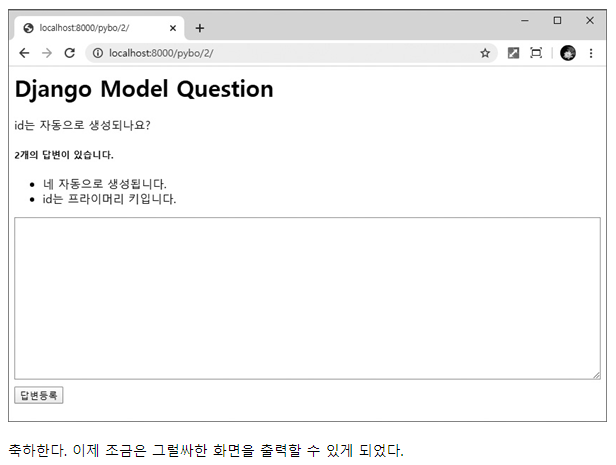 localhost:8000/pybo/2/
localhost:8000/pybo/2/
Django Model Question
id는 자동으로 생성되나요?
2개의 답변이 있습니다.
네 자동으로 생성됩니다.
id는 프라이머리 키입니다.
답변등록
축하한다. 이제 조금은 그럴싸한 화면을 출력할 수 있게 되었다.